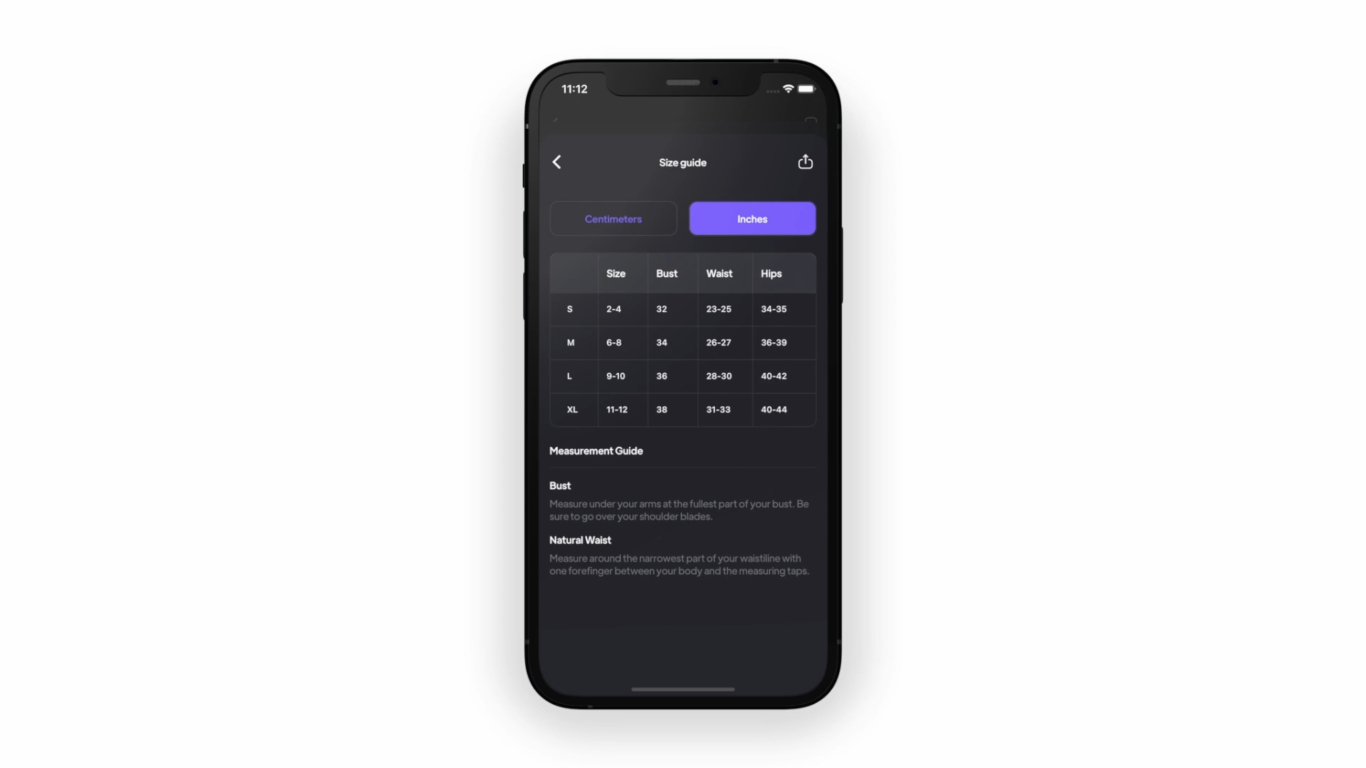 11:12
Size guide
Centimeters Inches
Size Bust Waist Hips
S 2-4 32 23-25 34-35
M 6-8 34 26-27 36-39
L 9-10 36 28-30 40-42
XL 11-12 38 31-33 40-44
Measurement Guide
Bust
Measure under your arms at the fullest part of your bust. Be
sure to go over your shoulder blades.
Natural Waist
Measure around the narrowest part of your waistiline with
one forefinger between your body and the measuring taps.